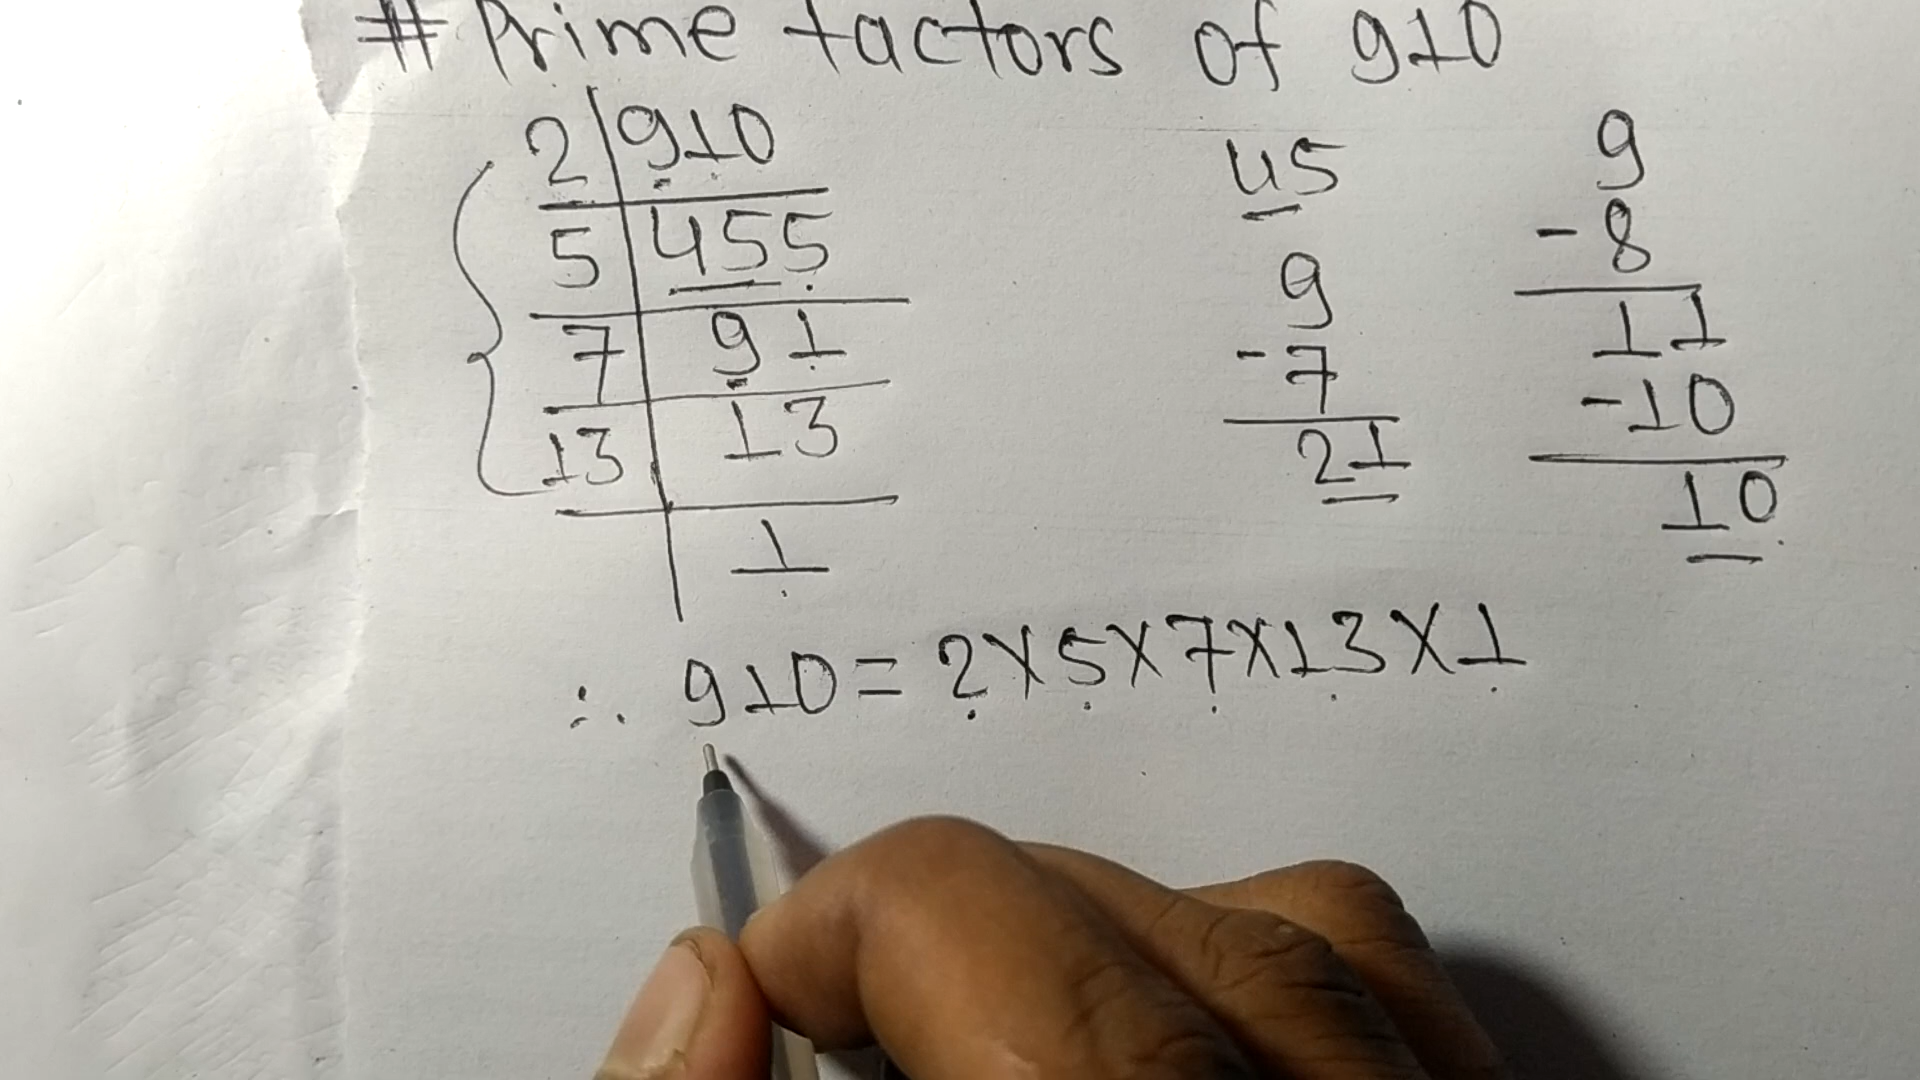 # Prime factors of 910
2 | 910
5 | 455
7 | 91
13 | 13
1
45
9
-7
21
9
-8
11
-10
10
∴ 910 = 2×5×7×13×1